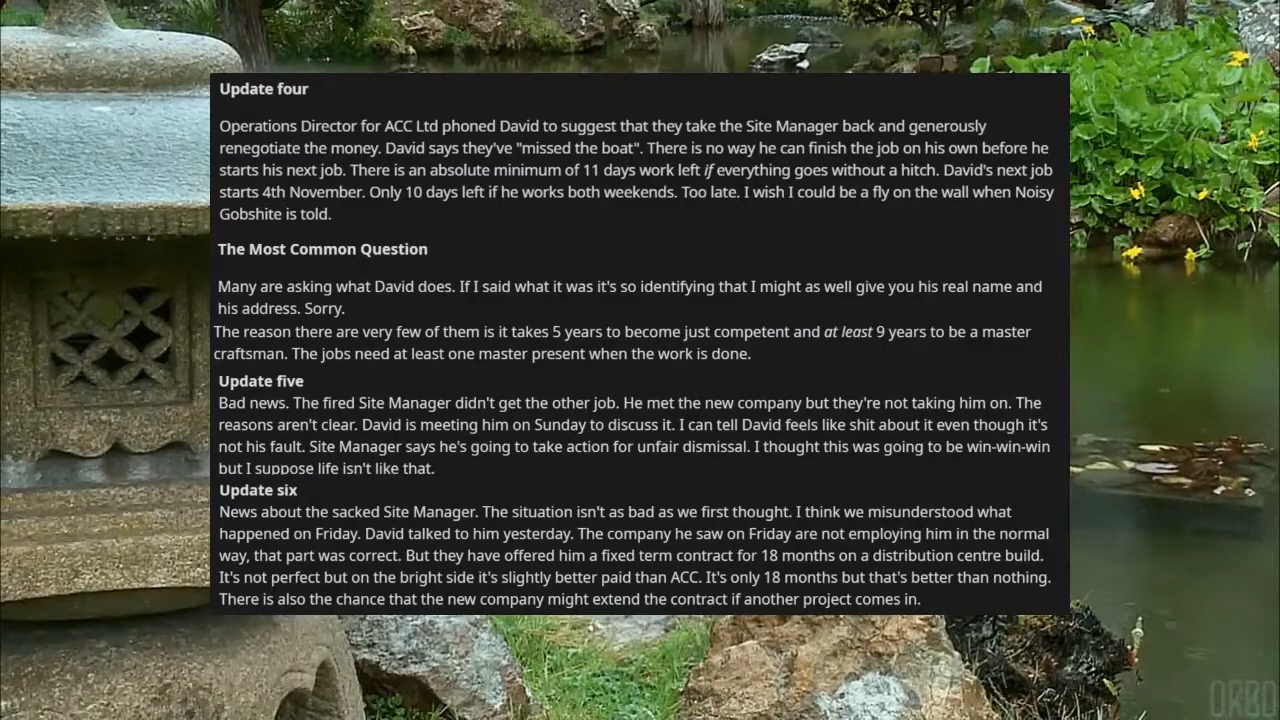 Update four
Operations Director for ACC Ltd phoned David to suggest that they take the Site Manager back and generously
renegotiate the money. David says they've "missed the boat". There is no way he can finish the job on his own before he
starts his next job. There is an absolute minimum of 11 days work left if everything goes without a hitch. David's next job
starts 4th November. Only 10 days left if he works both weekends. Too late. I wish I could be a fly on the wall when Noisy
Gobshite is told.
The Most Common Question
Many are asking what David does. If I said what it was it's so identifying that I might as well give you his real name and
his address. Sorry.
The reason there are very few of them is it takes 5 years to become just competent and at least 9 years to be a master
craftsman. The jobs need at least one master present when the work is done.
Update five
Bad news. The fired Site Manager didn't get the other job. He met the new company but they're not taking him on. The
reasons aren't clear. David is meeting him on Sunday to discuss it. I can tell David feels like shit about it even though it's
not his fault. Site Manager says he's going to take action for unfair dismissal. I thought this was going to be win-win-win
but I suppose life isn't like that.
Update six
News about the sacked Site Manager. The situation isn't as bad as we first thought. I think we misunderstood what
happened on Friday. David talked to him yesterday. The company he saw on Friday are not employing him in the normal
way, that part was correct. But they have offered him a fixed term contract for 18 months on a distribution centre build.
It's not perfect but on the bright side it's slightly better paid than ACC. It's only 18 months but that's better than nothing.
There is also the chance that the new company might extend the contract if another project comes in.
ORBO